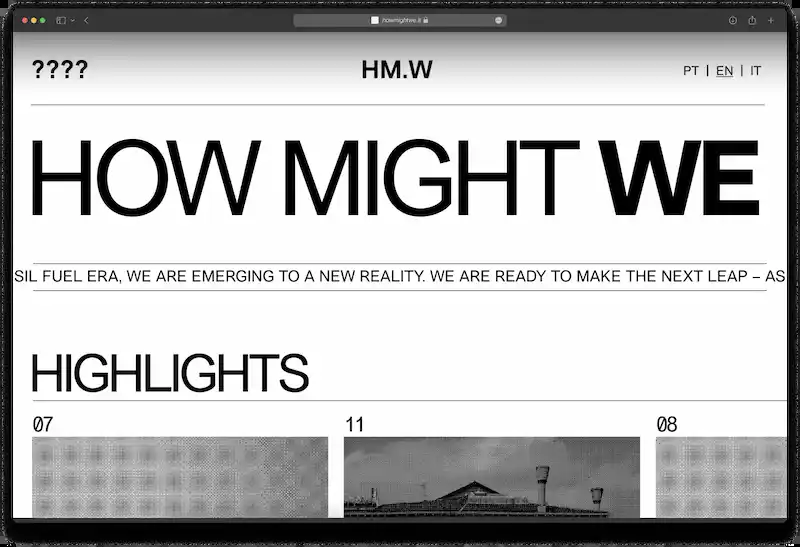 howmightwe.it
????
HM.W
PT | EN | IT
HOW MIGHT WE
SIL FUEL ERA, WE ARE EMERGING TO A NEW REALITY. WE ARE READY TO MAKE THE NEXT LEAP – AS
HIGHLIGHTS
07
11
08